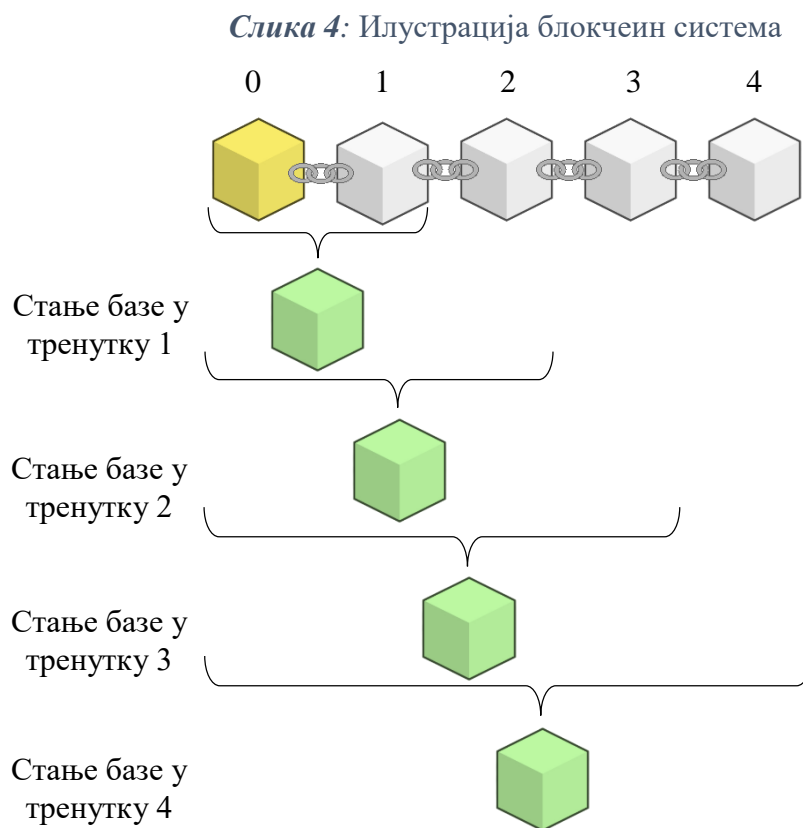 Слика 4: Илустрација блокчеин система
0 1 2 3 4
Стање базе у
тренутку 1
Стање базе у
тренутку 2
Стање базе у
тренутку 3
Стање базе у
тренутку 4